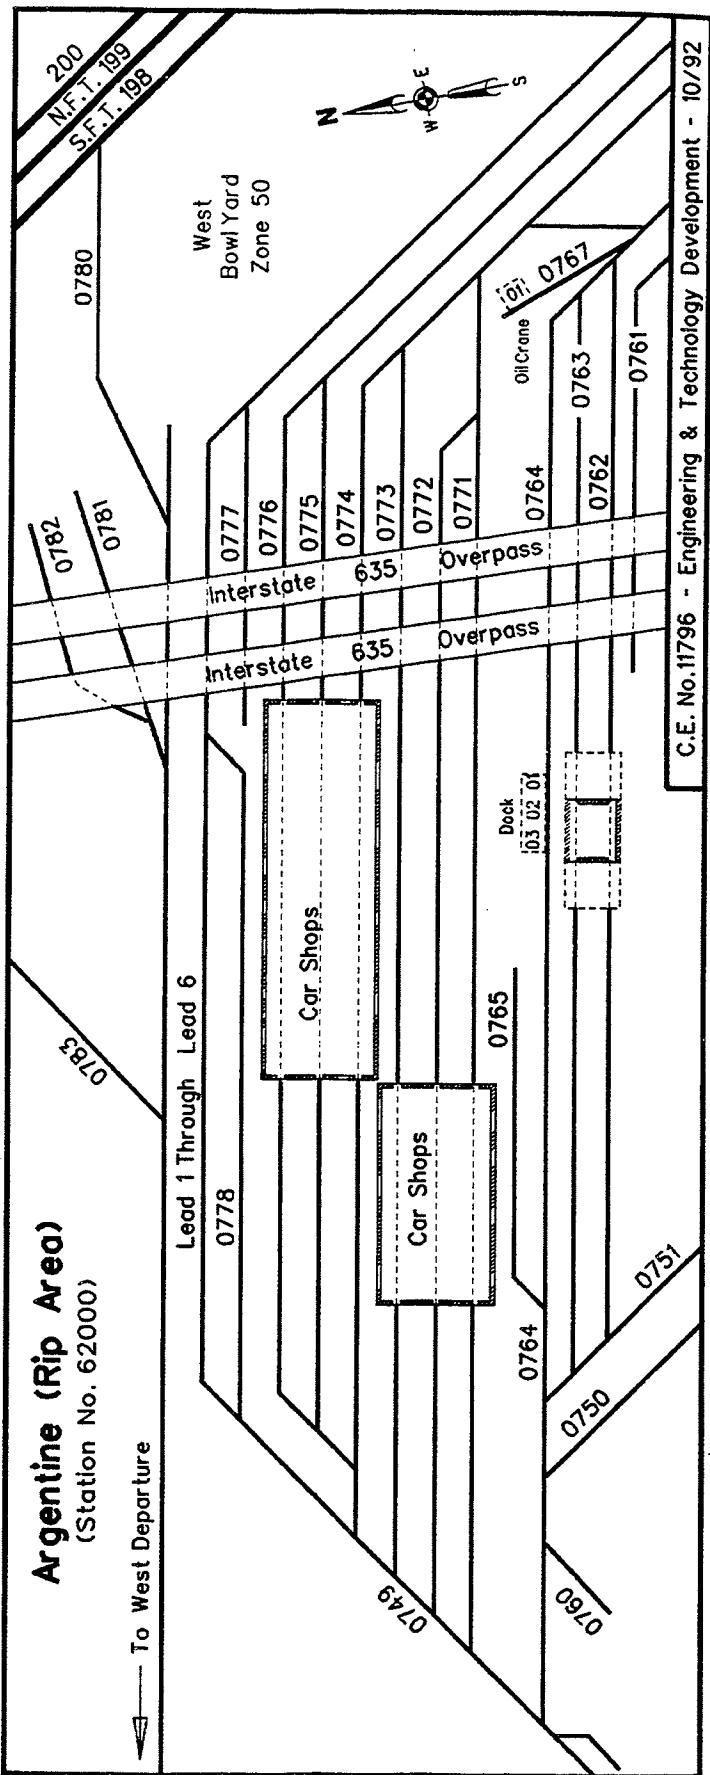 Argentine (Rip Area)
(Station No. 62000)
To West Departure
200
N.F.T. 199
S.F.T. 198
N
E
S
W
West
Bowl Yard
Zone 50
0780
0782
0781
0783
Lead 1 Through Lead 6
0778
0777
0776
0775
0774
0773
0772
0771
0764
0763
0762
0761
01
0767
Oil Crane
Interstate 635 Overpass
Interstate 635 Overpass
Car Shops
Car Shops
Dock
03 02 01
0765
0764
0751
0750
0760
0749
C.E. No.11796 - Engineering & Technology Development - 10/92